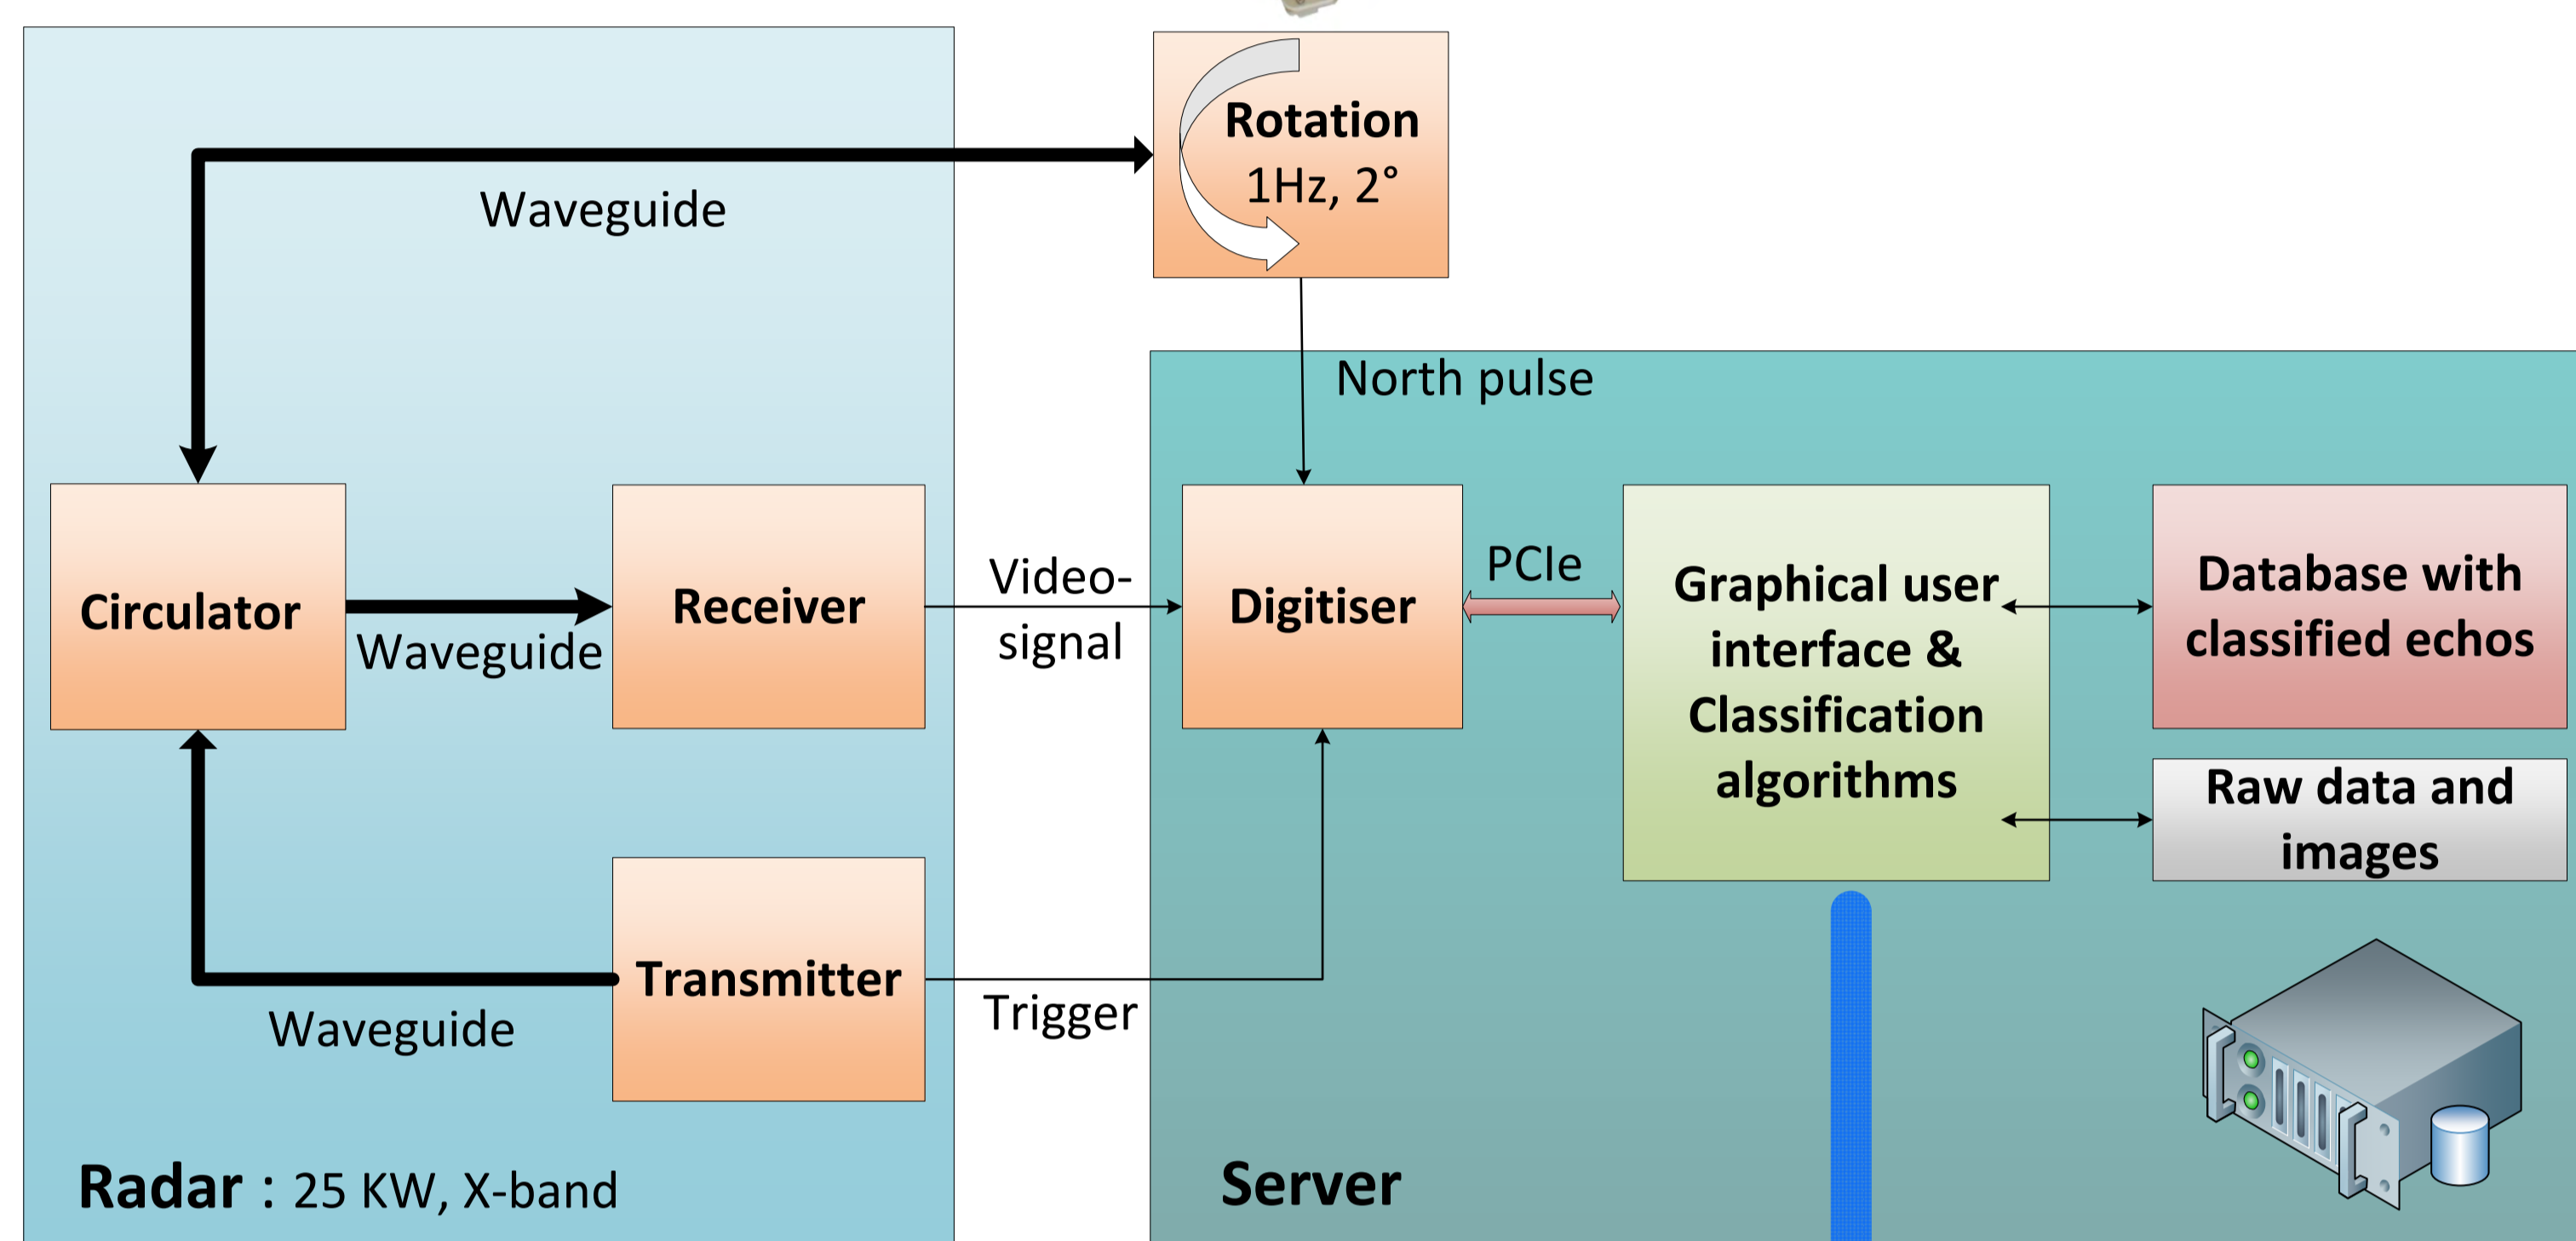 Rotation
1Hz, 2°
Waveguide
North pulse
Circulator
Waveguide
Receiver
Video-
signal
Digitiser
PCIe
Graphical user
interface &
Classification
algorithms
Database with
classified echos
Raw data and
images
Transmitter
Waveguide
Trigger
Radar : 25 KW, X-band
Server